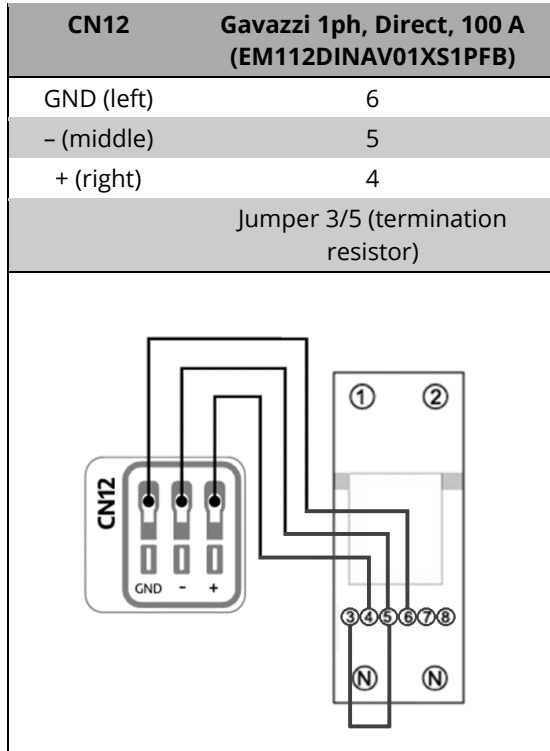 CN12 Gavazzi 1ph, Direct, 100 A
(EM112DINAV01XS1PFB)
GND (left) 6
– (middle) 5
+ (right) 4
Jumper 3/5 (termination
resistor)
① ②
CN12
GND - +
③④⑤⑥⑦⑧
Ⓝ Ⓝ